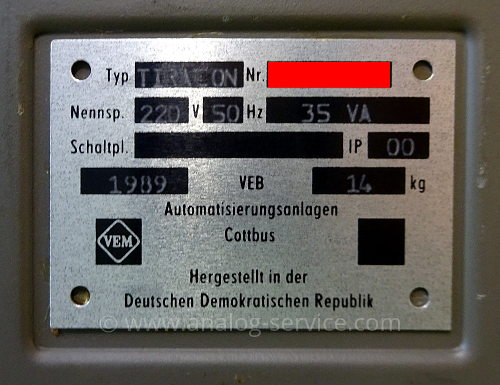 Typ TIRACON Nr.
Nennsp. 220 V 50 Hz 35 VA
Schaltpl. IP 00
1989 VEB 14 kg
Automatisierungsanlagen
Cottbus
VEM
Hergestellt in der
Deutschen Demokratischen Republik
© www.analog-service.com